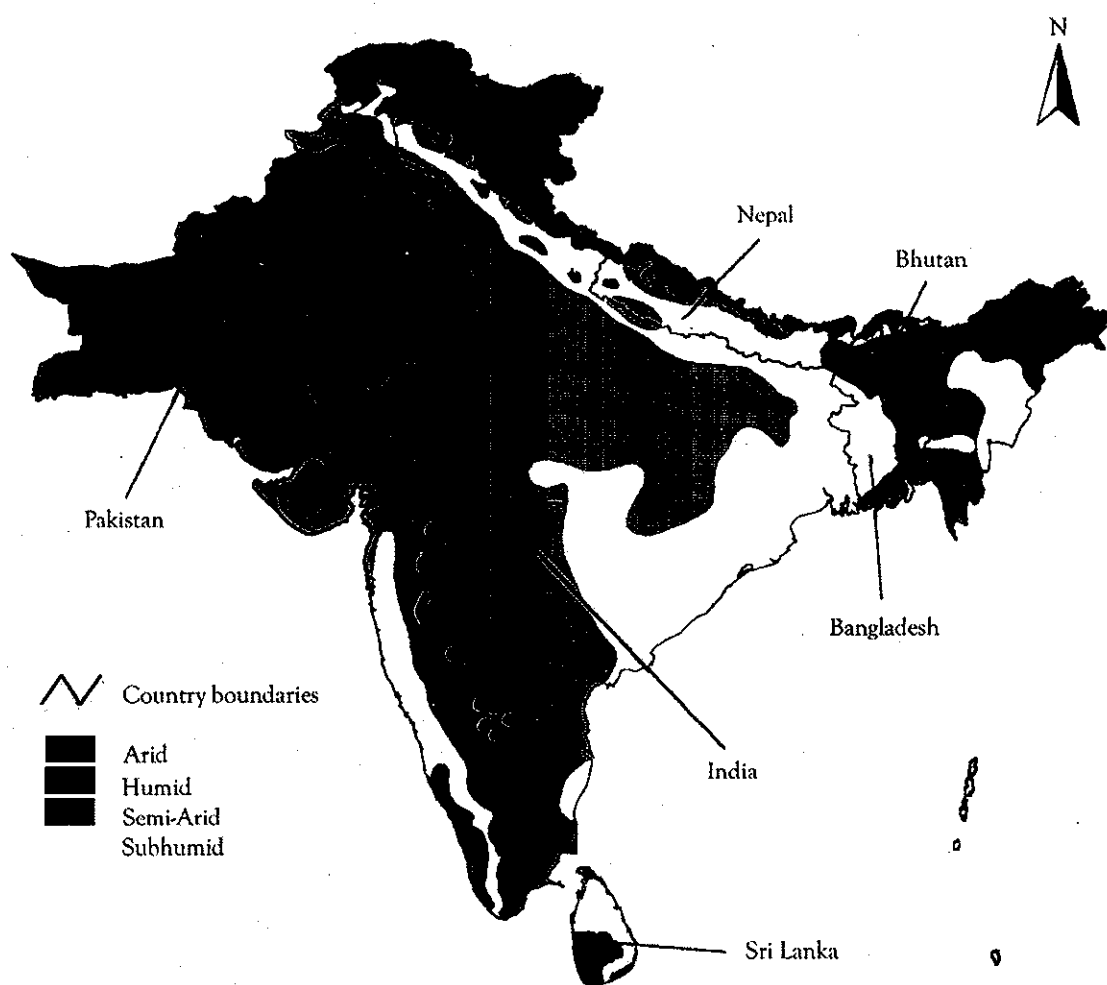 N
Nepal
Bhutan
Pakistan
Bangladesh
Country boundaries
Arid
Humid
Semi-Arid
Subhumid
India
Sri Lanka